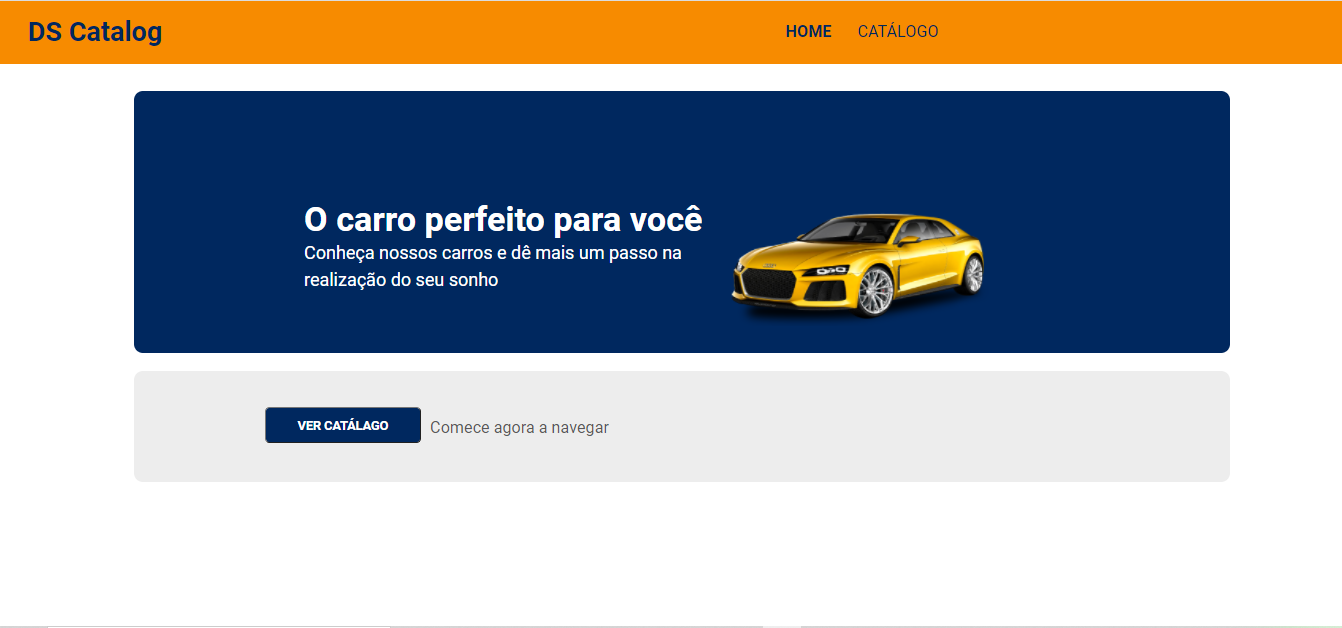 DS Catalog
HOME CATÁLOGO
O carro perfeito para você
Conheça nossos carros e dê mais um passo na
realização do seu sonho
VER CATÁLAGO Comece agora a navegar